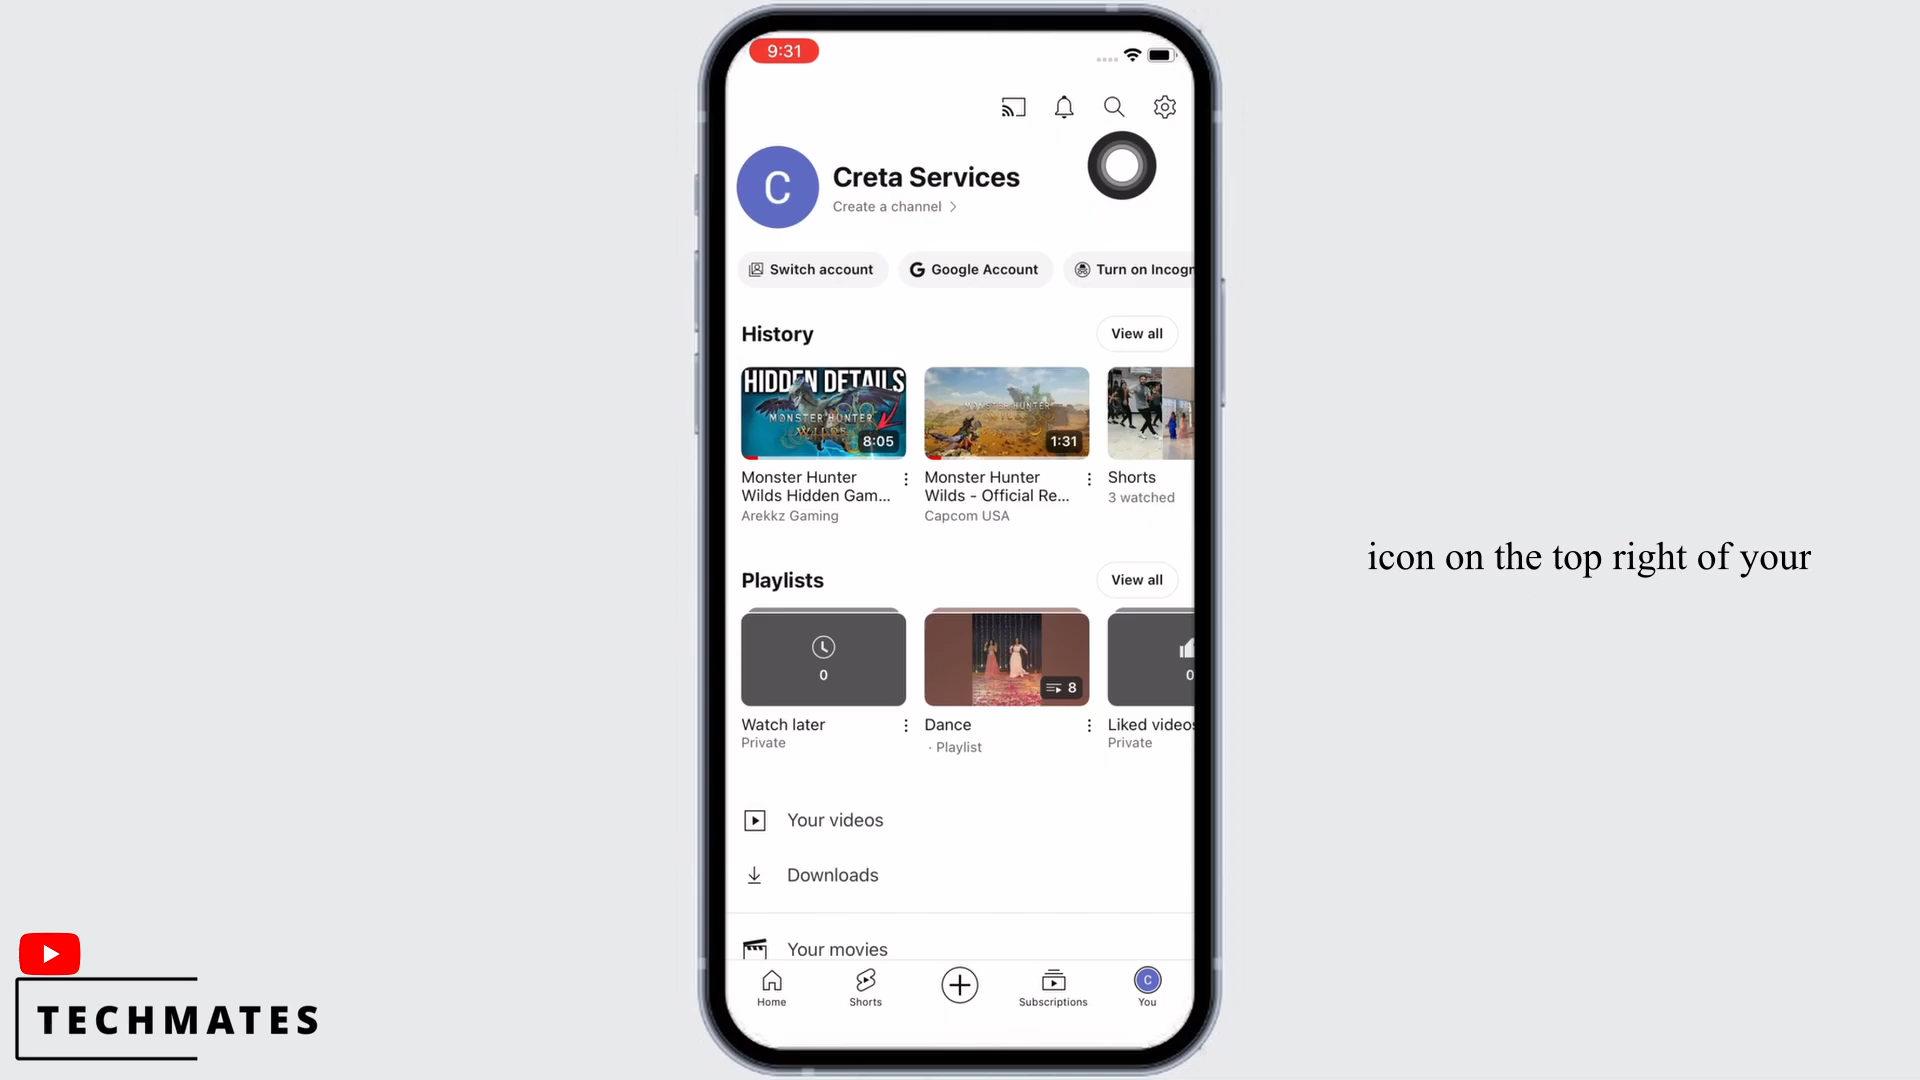 9:31
C
Creta Services
Create a channel
Switch account
Google Account
Turn on Incogn
History
View all
HIDDEN DETAILS
MONSTER HUNTER
WILDS
8:05
MONSTER HUNTER
1:31
Monster Hunter
Wilds Hidden Gam...
Arekkz Gaming
Monster Hunter
Wilds - Official Re...
Capcom USA
Shorts
3 watched
icon on the top right of your
Playlists
View all
0
8
0
Watch later
Private
Dance
· Playlist
Liked videos
Private
Your videos
Downloads
Your movies
Home
Shorts
Subscriptions
C
You
TECHMATES